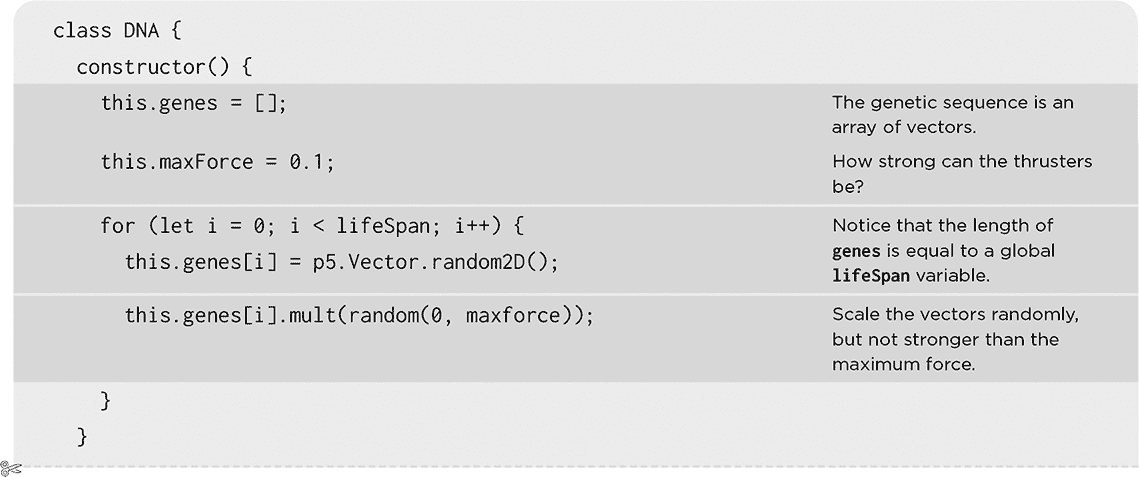 class DNA {
constructor() {
this.genes = [];
The genetic sequence is an
array of vectors.
this.maxForce = 0.1;
How strong can the thrusters
be?
for (let i = 0; i < lifeSpan; i++) {
this.genes[i] = p5.Vector.random2D();
Notice that the length of
genes is equal to a global
lifeSpan variable.
this.genes[i].mult(random(0, maxforce));
Scale the vectors randomly,
but not stronger than the
maximum force.
}
}